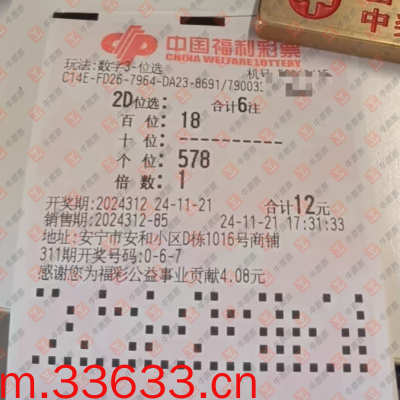 中国福利彩票
CHINA WELFARE LOTTERY
玩法:数字3-位选 机号:
C14E-FD26-7964-DA23-8691/79003
2D位选: 合计6注
百 位: 18
十 位: ----------
个 位: 578
倍 数: 1
开奖期:2024312 24-11-21 合计12元
销售期:2024312-85 24-11-21 17:31:33
地址:安宁市安和小区D栋1016号商铺
311期开奖号码:0-6-7
感谢您为福彩公益事业贡献4.08元
m.33633.cn